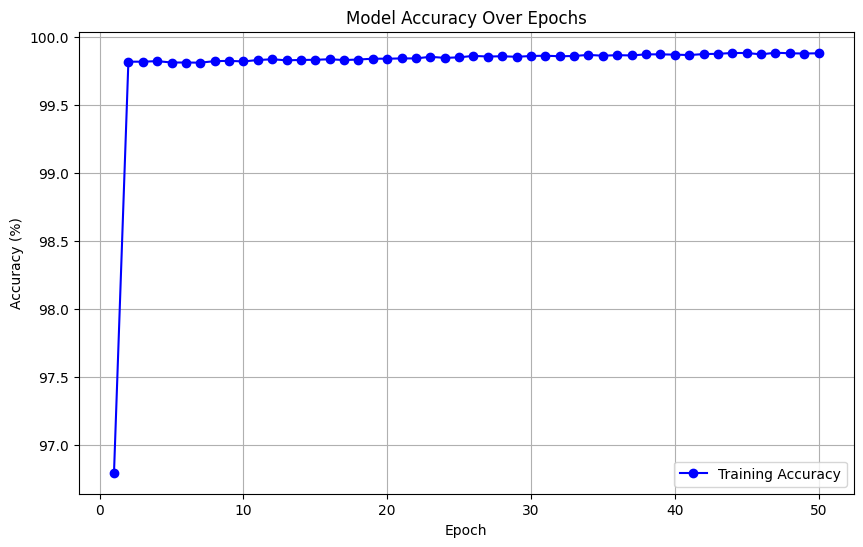 Model Accuracy Over Epochs
Accuracy (%)
100.0
99.5
99.0
98.5
98.0
97.5
97.0
Training Accuracy
0 10 20 30 40 50
Epoch